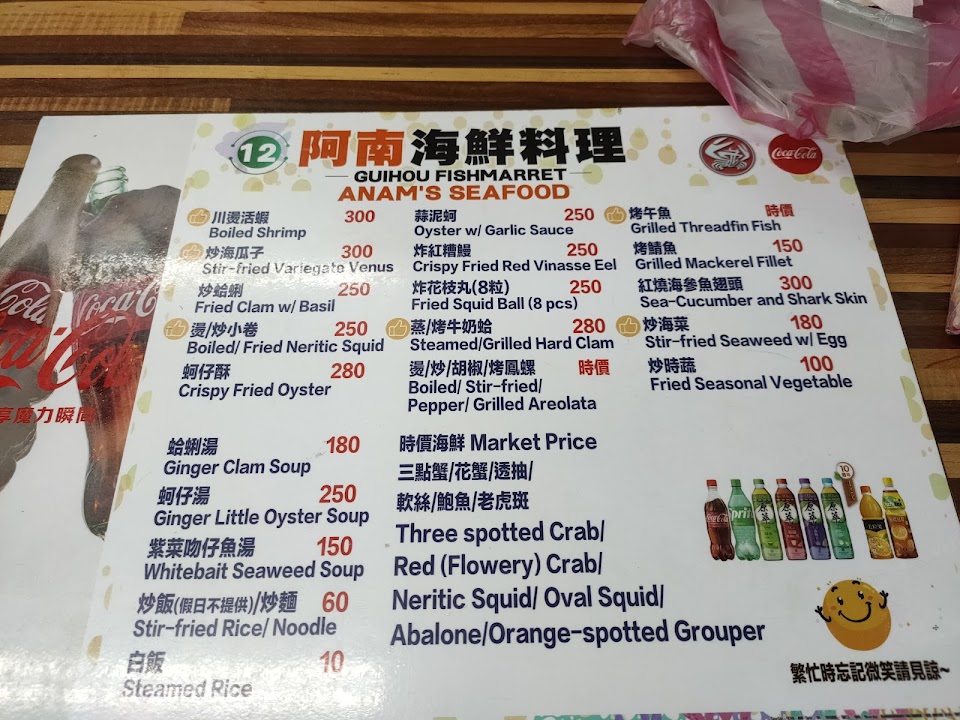 12
阿南海鮮料理
GUIHOU FISHMARRET
ANAM'S SEAFOOD
Coca-Cola
川燙活蝦 300
Boiled Shrimp
炒海瓜子 300
Stir-fried Variegate Venus
炒蛤蜊 250
Fried Clam w/ Basil
燙/炒小卷 250
Boiled/ Fried Neritic Squid
蚵仔酥 280
Crispy Fried Oyster
蒜泥蚵 250
Oyster w/ Garlic Sauce
炸紅糟鰻 250
Crispy Fried Red Vinasse Eel
炸花枝丸(8粒) 250
Fried Squid Ball (8 pcs)
蒸/烤牛奶蛤 280
Steamed/Grilled Hard Clam
燙/炒/胡椒/烤鳳螺 時價
Boiled/ Stir-fried/
Pepper/ Grilled Areolata
烤午魚 時價
Grilled Threadfin Fish
烤鯖魚 150
Grilled Mackerel Fillet
紅燒海參魚翅頭 300
Sea-Cucumber and Shark Skin
炒海菜 180
Stir-fried Seaweed w/ Egg
炒時蔬 100
Fried Seasonal Vegetable
蛤蜊湯 180
Ginger Clam Soup
蚵仔湯 250
Ginger Little Oyster Soup
紫菜吻仔魚湯 150
Whitebait Seaweed Soup
炒飯(假日不提供)/炒麵 60
Stir-fried Rice/ Noodle
白飯 10
Steamed Rice
時價海鮮 Market Price
三點蟹/花蟹/透抽/
軟絲/鮑魚/老虎斑
Three spotted Crab/
Red (Flowery) Crab/
Neritic Squid/ Oval Squid/
Abalone/Orange-spotted Grouper
繁忙時忘記微笑請見諒~
享魔力瞬間